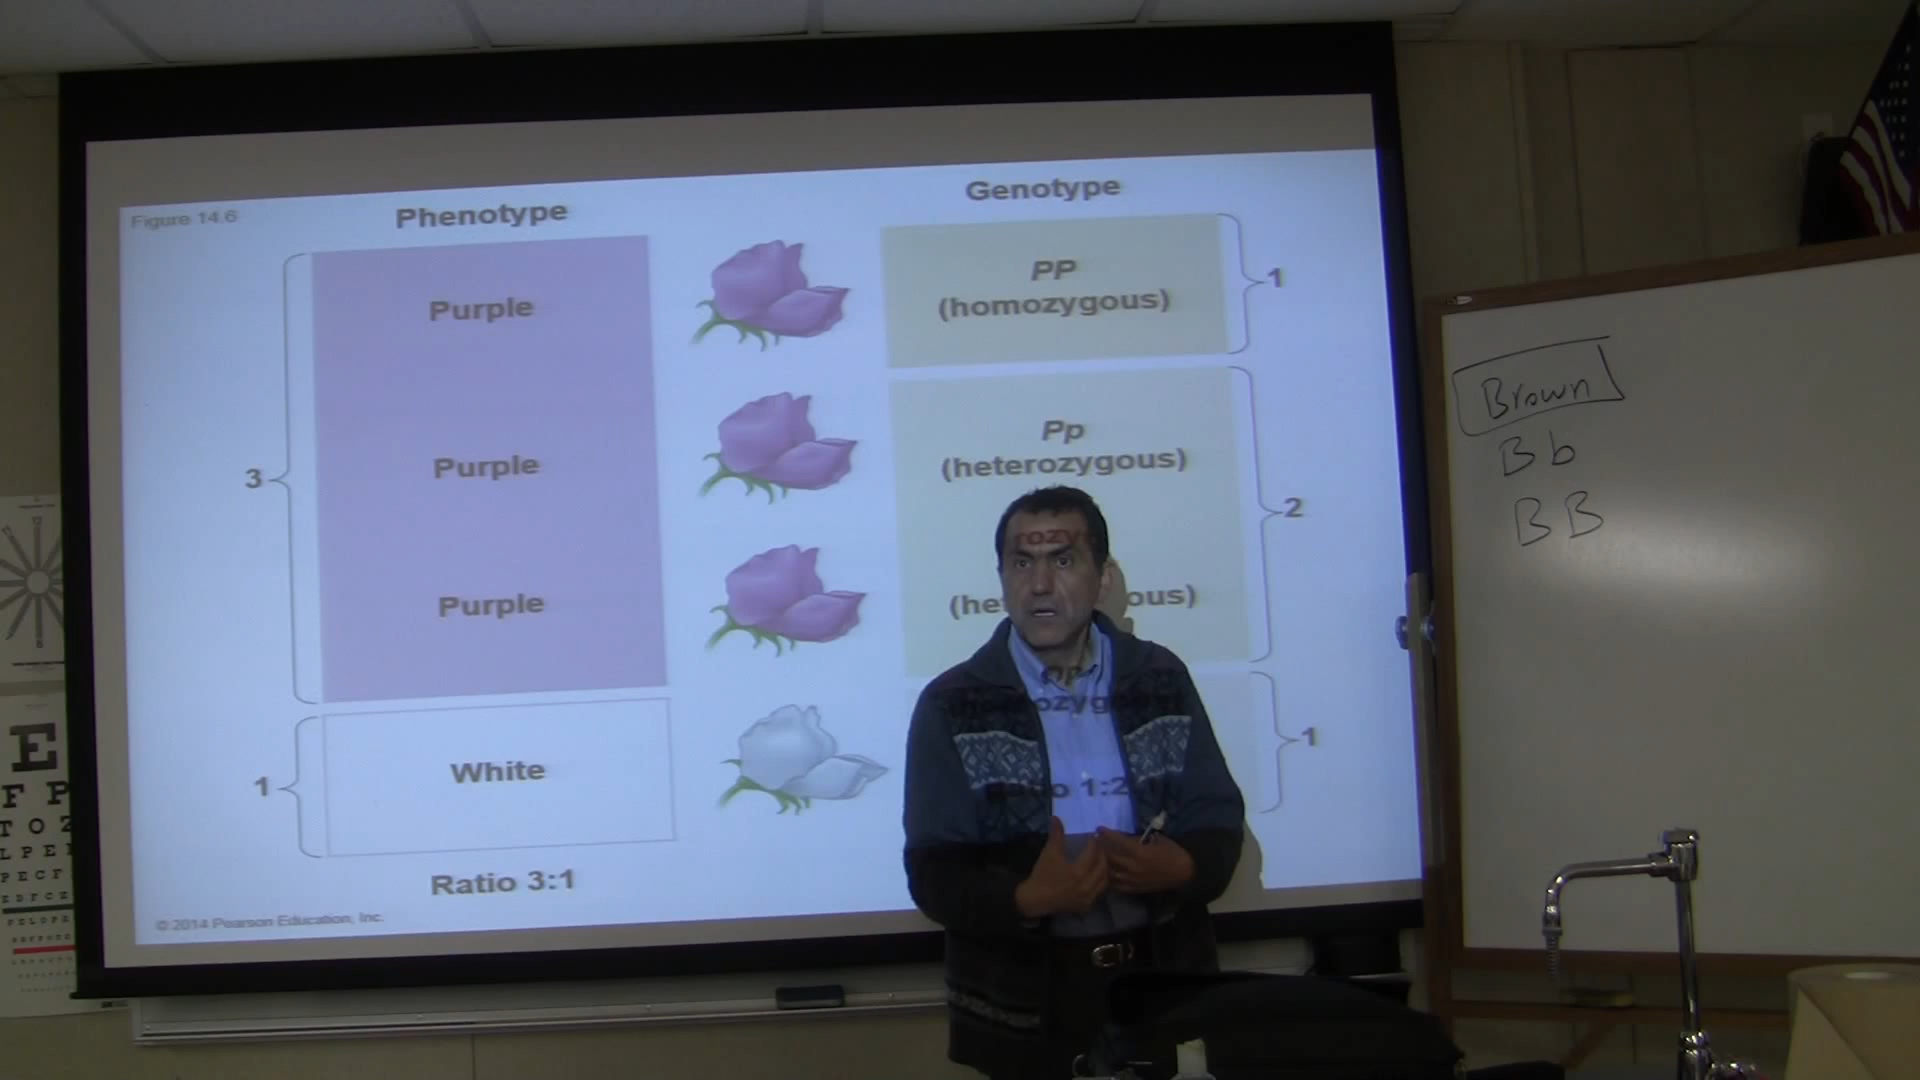 Figure 14.6
Phenotype
Genotype
3
Purple
Purple
Purple
1
White
Ratio 3:1
PP
(homozygous)
1
Pp
(heterozygous)
2
1
© 2014 Pearson Education, Inc.
Brown
Bb
BB
E
F P
T O Z
L P E
P E C F
E D F C Z
F E L O P